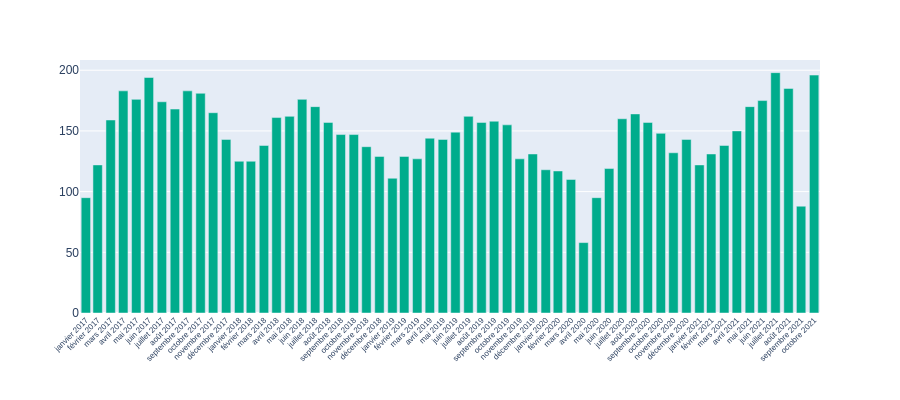 200
150
100
50
0
janvier 2017
février 2017
mars 2017
avril 2017
mai 2017
juin 2017
juillet 2017
août 2017
septembre 2017
octobre 2017
novembre 2017
décembre 2017
janvier 2018
février 2018
mars 2018
avril 2018
mai 2018
juin 2018
juillet 2018
août 2018
septembre 2018
octobre 2018
novembre 2018
décembre 2018
janvier 2019
février 2019
mars 2019
avril 2019
mai 2019
juin 2019
juillet 2019
août 2019
septembre 2019
octobre 2019
novembre 2019
décembre 2019
janvier 2020
février 2020
mars 2020
avril 2020
mai 2020
juin 2020
juillet 2020
août 2020
septembre 2020
octobre 2020
novembre 2020
décembre 2020
janvier 2021
février 2021
mars 2021
avril 2021
mai 2021
juin 2021
juillet 2021
août 2021
septembre 2021
octobre 2021